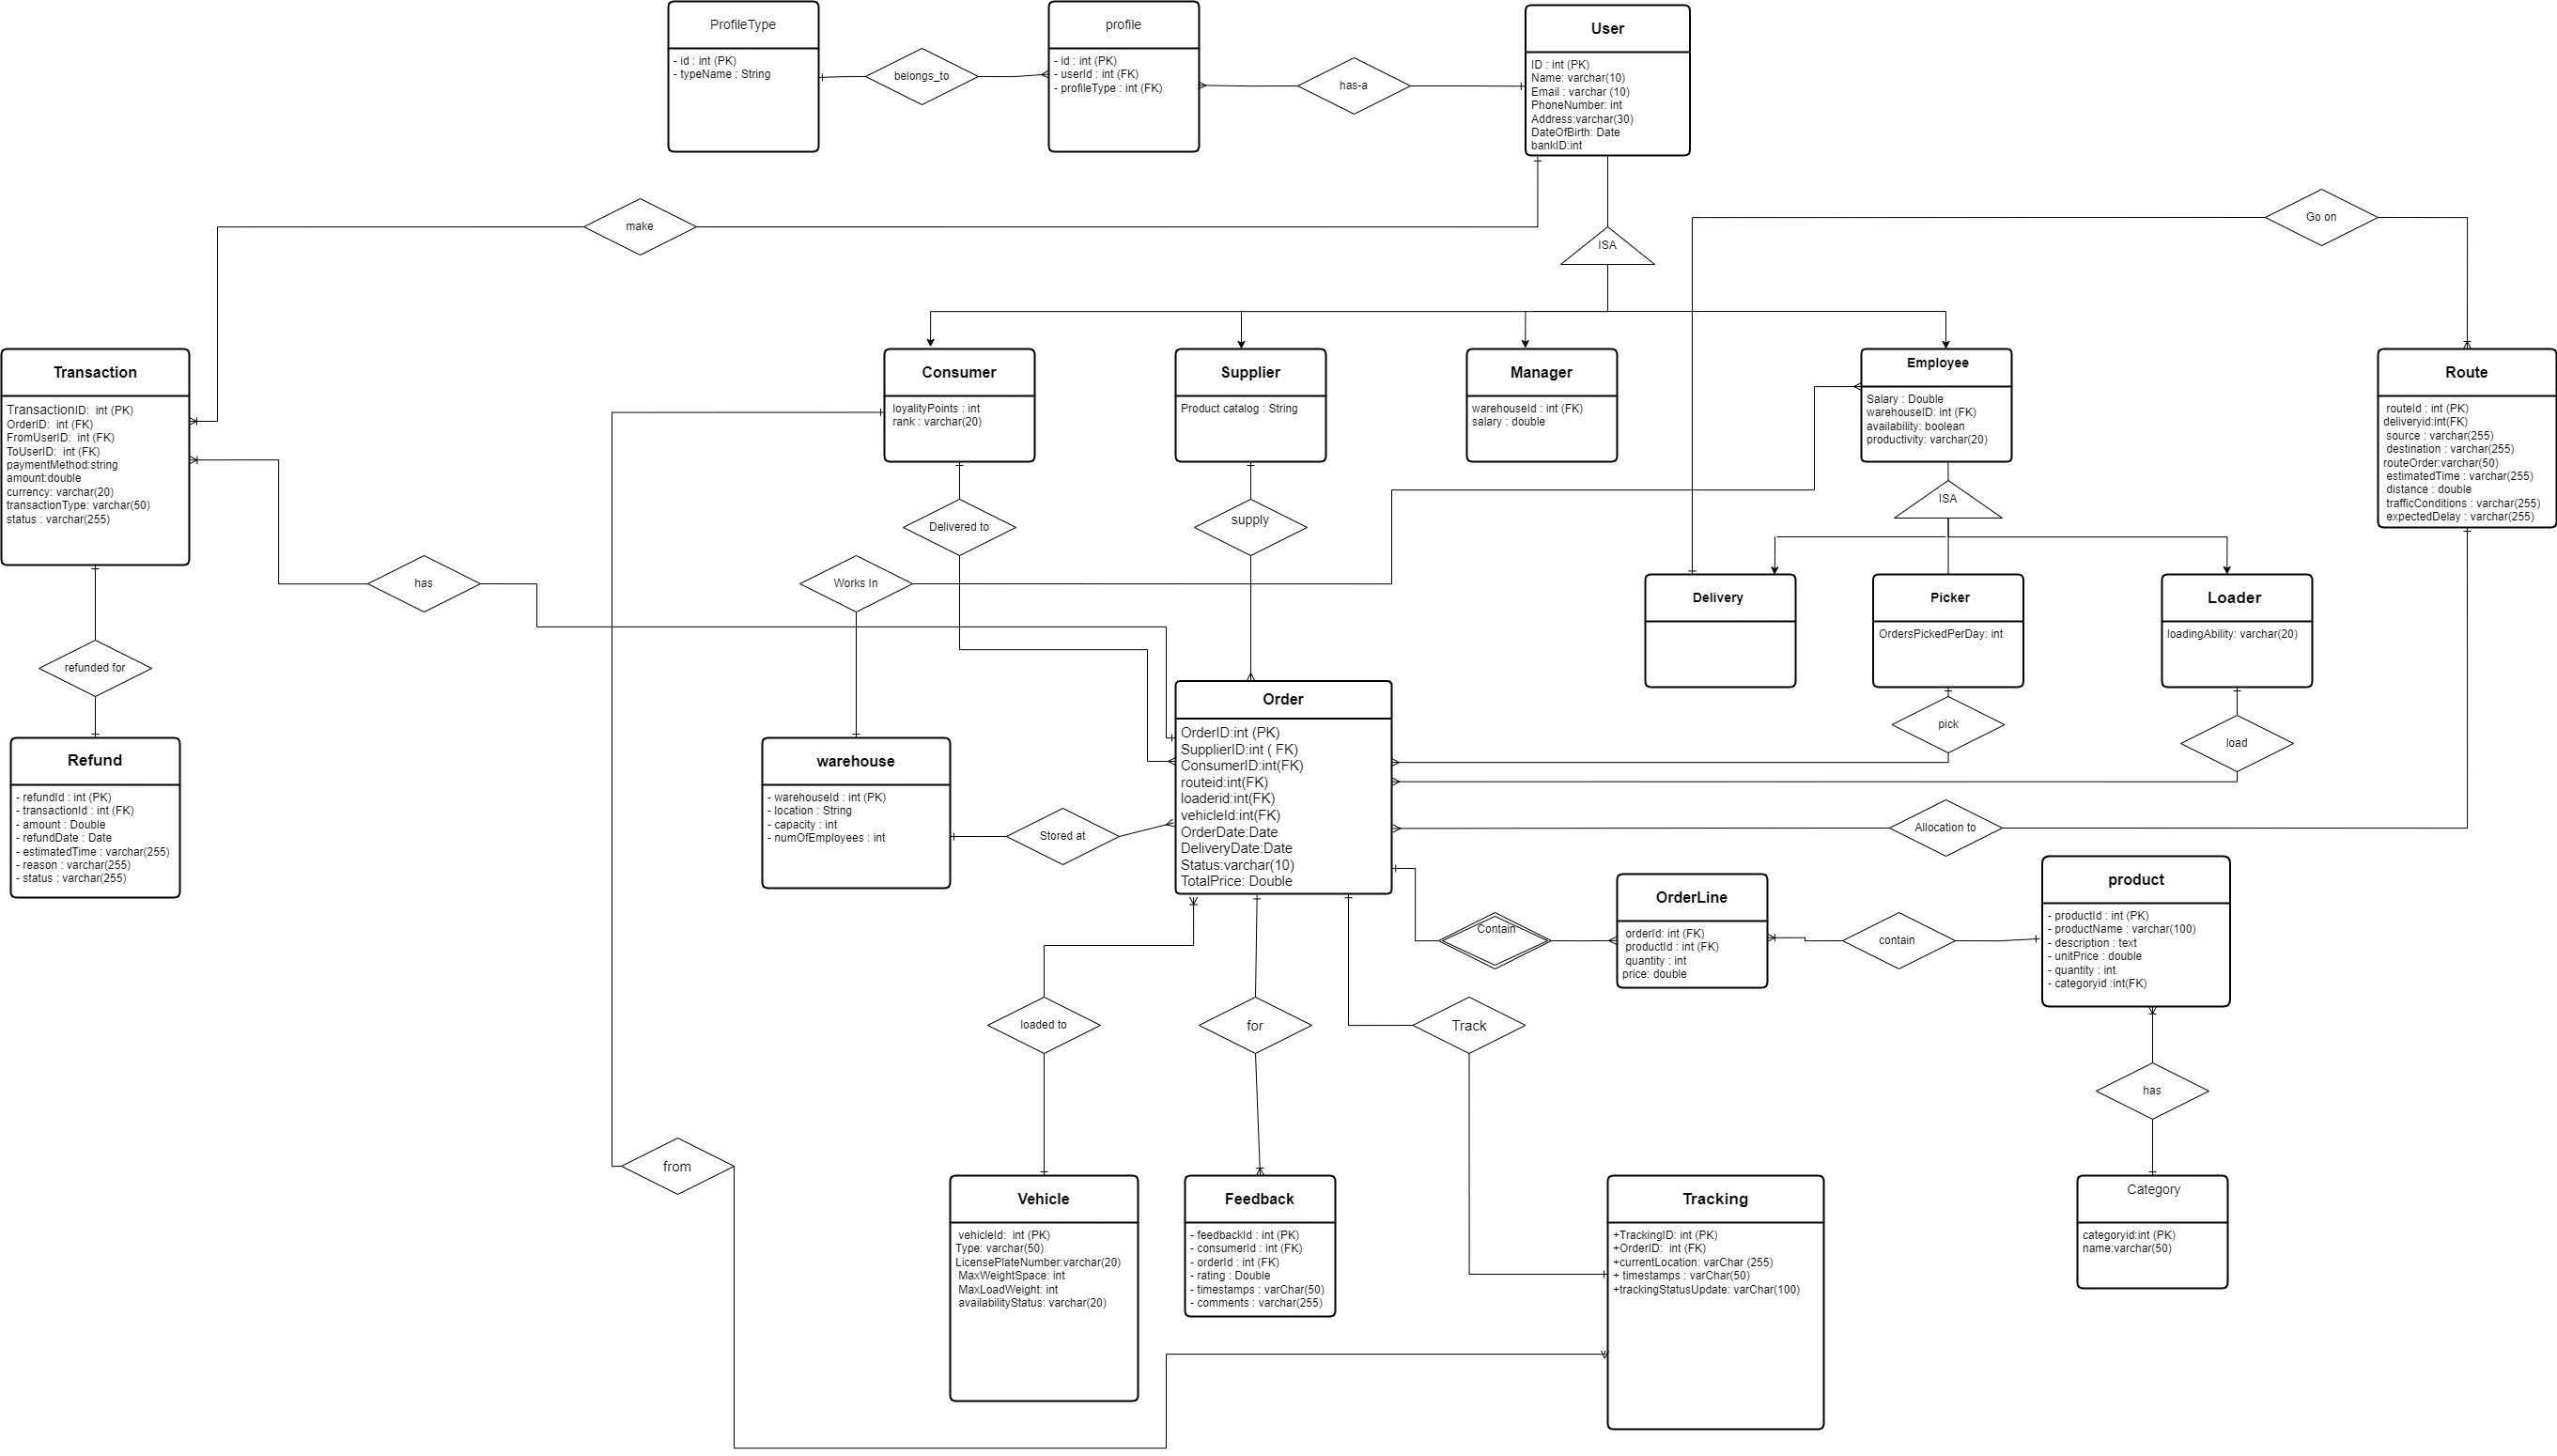 ProfileType
- id : int (PK)
- typeName : String
belongs_to
profile
- id : int (PK)
- userId : int (FK)
- profileType : int (FK)
has-a
User
ID : int (PK)
Name: varchar(10)
Email : varchar (10)
PhoneNumber: int
Address:varchar(30)
DateOfBirth: Date
bankID:int
make
ISA
Go on
Transaction
TransactionID: int (PK)
OrderID: int (FK)
FromUserID: int (FK)
ToUserID: int (FK)
paymentMethod:string
amount:double
currency: varchar(20)
transactionType: varchar(50)
status : varchar(255)
Consumer
loyalityPoints : int
rank : varchar(20)
Supplier
Product catalog : String
Manager
warehouseId : int (FK)
salary : double
Employee
Salary : Double
warehouseID: int (FK)
availability: boolean
productivity: varchar(20)
Route
routeId : int (PK)
deliveryid:int(FK)
source : varchar(255)
destination : varchar(255)
routeOrder:varchar(50)
estimatedTime : varchar(255)
distance : double
trafficConditions : varchar(255)
expectedDelay : varchar(255)
ISA
Delivered to
supply
has
Works In
Delivery
Picker
OrdersPickedPerDay: int
Loader
loadingAbility: varchar(20)
refunded for
pick
load
Refund
- refundId : int (PK)
- transactionId : int (FK)
- amount : Double
- refundDate : Date
- estimatedTime : varchar(255)
- reason : varchar(255)
- status : varchar(255)
warehouse
- warehouseId : int (PK)
- location : String
- capacity : int
- numOfEmployees : int
Stored at
Order
OrderID:int (PK)
SupplierID:int ( FK)
ConsumerID:int(FK)
routeid:int(FK)
loaderid:int(FK)
vehicleId:int(FK)
OrderDate:Date
DeliveryDate:Date
Status:varchar(10)
TotalPrice: Double
Allocation to
Contain
OrderLine
orderId: int (FK)
productId : int (FK)
quantity : int
price: double
contain
product
- productId : int (PK)
- productName : varchar(100)
- description : text
- unitPrice : double
- quantity : int
- categoryid :int(FK)
loaded to
for
Track
has
from
Vehicle
vehicleId: int (PK)
Type: varchar(50)
LicensePlateNumber:varchar(20)
MaxWeightSpace: int
MaxLoadWeight: int
availabilityStatus: varchar(20)
Feedback
- feedbackId : int (PK)
- consumerId : int (FK)
- orderId : int (FK)
- rating : Double
- timestamps : varChar(50)
- comments : varchar(255)
Tracking
+TrackingID: int (PK)
+OrderID: int (FK)
+currentLocation: varChar (255)
+ timestamps : varChar(50)
+trackingStatusUpdate: varChar(100)
Category
categoryid:int (PK)
name:varchar(50)